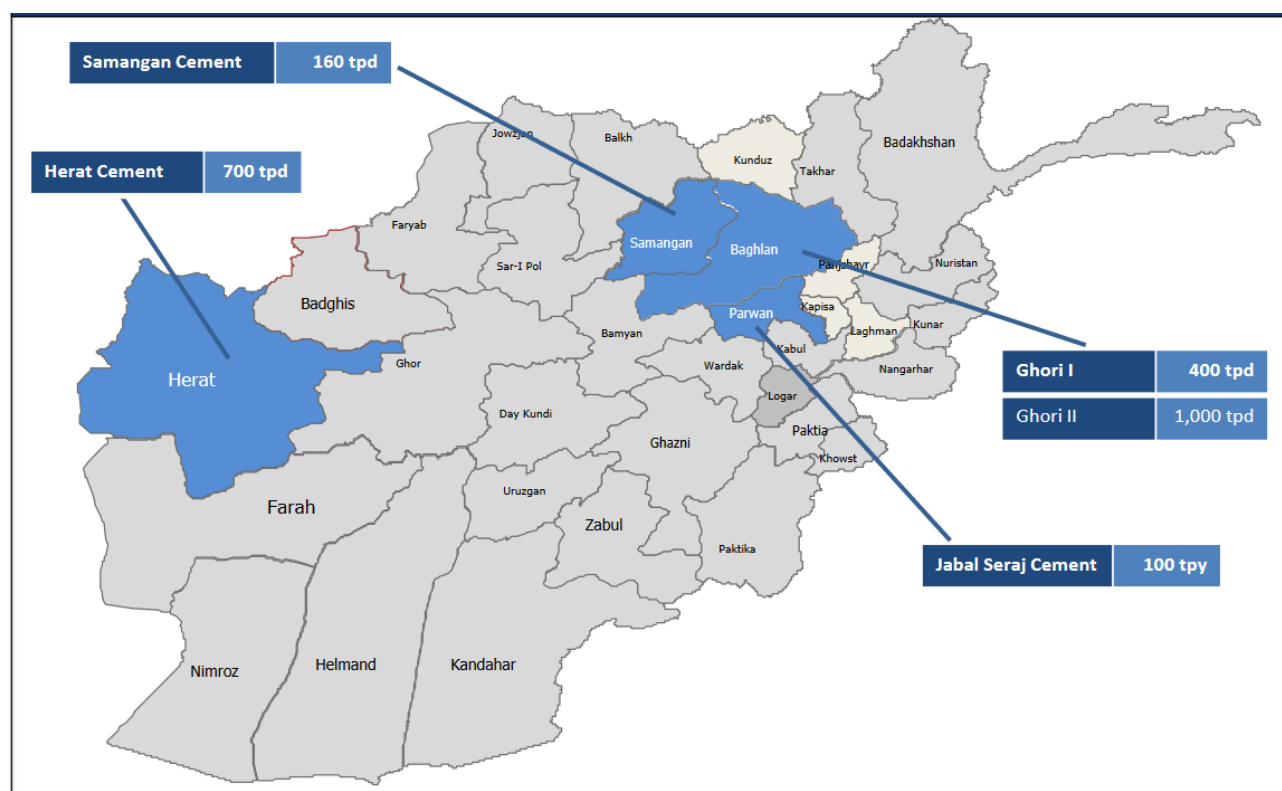 Samangan Cement 160 tpd
Herat Cement 700 tpd
Jowzjan
Balkh
Kunduz
Takhar
Badakhshan
Faryab
Sar-I Pol
Samangan
Baghlan
Panjshayr
Nuristan
Badghis
Parwan
Kapisa
Laghman
Kunar
Bamyan
Kabul
Herat
Ghor
Wardak
Nangarhar
Logar
Ghori I 400 tpd
Ghori II 1,000 tpd
Day Kundi
Ghazni
Paktia
Khowst
Farah
Uruzgan
Zabul
Paktika
Jabal Seraj Cement 100 tpy
Nimroz
Helmand
Kandahar